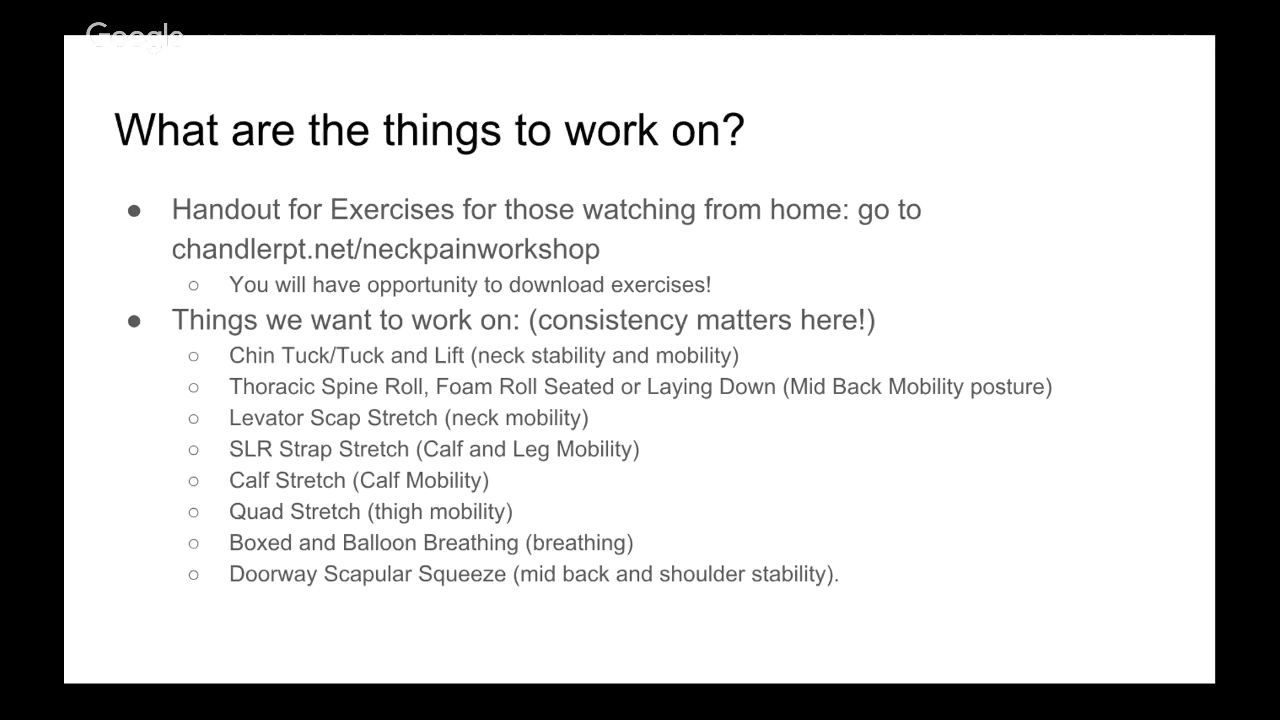 Google
What are the things to work on?
● Handout for Exercises for those watching from home: go to
chandlerpt.net/neckpainworkshop
○ You will have opportunity to download exercises!
● Things we want to work on: (consistency matters here!)
○ Chin Tuck/Tuck and Lift (neck stability and mobility)
○ Thoracic Spine Roll, Foam Roll Seated or Laying Down (Mid Back Mobility posture)
○ Levator Scap Stretch (neck mobility)
○ SLR Strap Stretch (Calf and Leg Mobility)
○ Calf Stretch (Calf Mobility)
○ Quad Stretch (thigh mobility)
○ Boxed and Balloon Breathing (breathing)
○ Doorway Scapular Squeeze (mid back and shoulder stability).